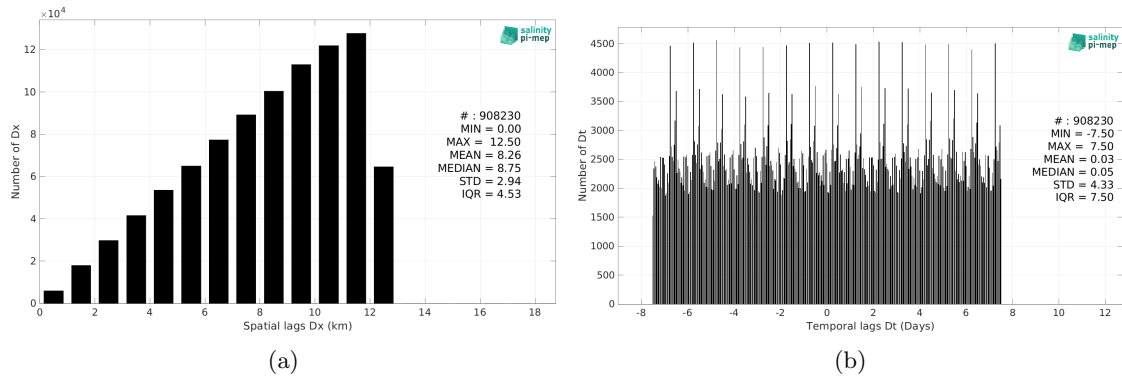 ×10⁴
salinity
pi-mep
12
10
8
6
4
2
0
Number of Dx
# : 908230
MIN = 0.00
MAX = 12.50
MEAN = 8.26
MEDIAN = 8.75
STD = 2.94
IQR = 4.53
0 2 4 6 8 10 12 14 16 18
Spatial lags Dx (km)
(a)
salinity
pi-mep
4500
4000
3500
3000
2500
2000
1500
1000
500
0
Number of Dt
# : 908230
MIN = -7.50
MAX = 7.50
MEAN = 0.03
MEDIAN = 0.05
STD = 4.33
IQR = 7.50
-8 -6 -4 -2 0 2 4 6 8 10 12
Temporal lags Dt (Days)
(b)